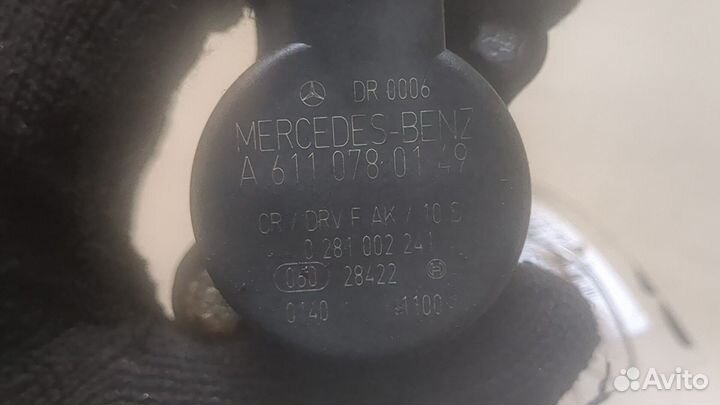 DR 0006
MERCEDES-BENZ
A 611 078 01 49
CR / DRV F AK / 10 S
0 281 002 241
060 28422
0140 1100
Avito